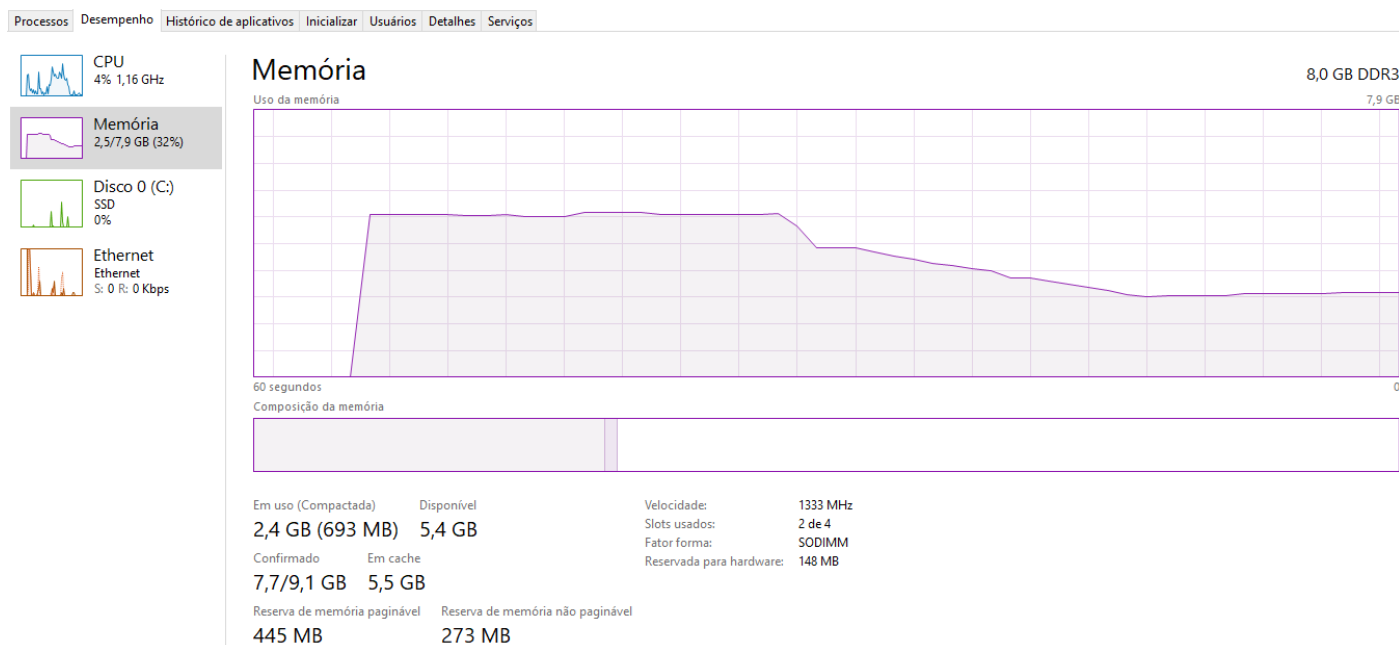 Processos Desempenho Histórico de aplicativos Inicializar Usuários Detalhes Serviços
CPU
4% 1,16 GHz
Memória
2,5/7,9 GB (32%)
Disco 0 (C:)
SSD
0%
Ethernet
Ethernet
S: 0 R: 0 Kbps
Memória 8,0 GB DDR3
Uso da memória 7,9 GB
60 segundos 0
Composição da memória
Em uso (Compactada) Disponível
2,4 GB (693 MB) 5,4 GB
Confirmado Em cache
7,7/9,1 GB 5,5 GB
Reserva de memória paginável Reserva de memória não paginável
445 MB 273 MB
Velocidade: 1333 MHz
Slots usados: 2 de 4
Fator forma: SODIMM
Reservada para hardware: 148 MB